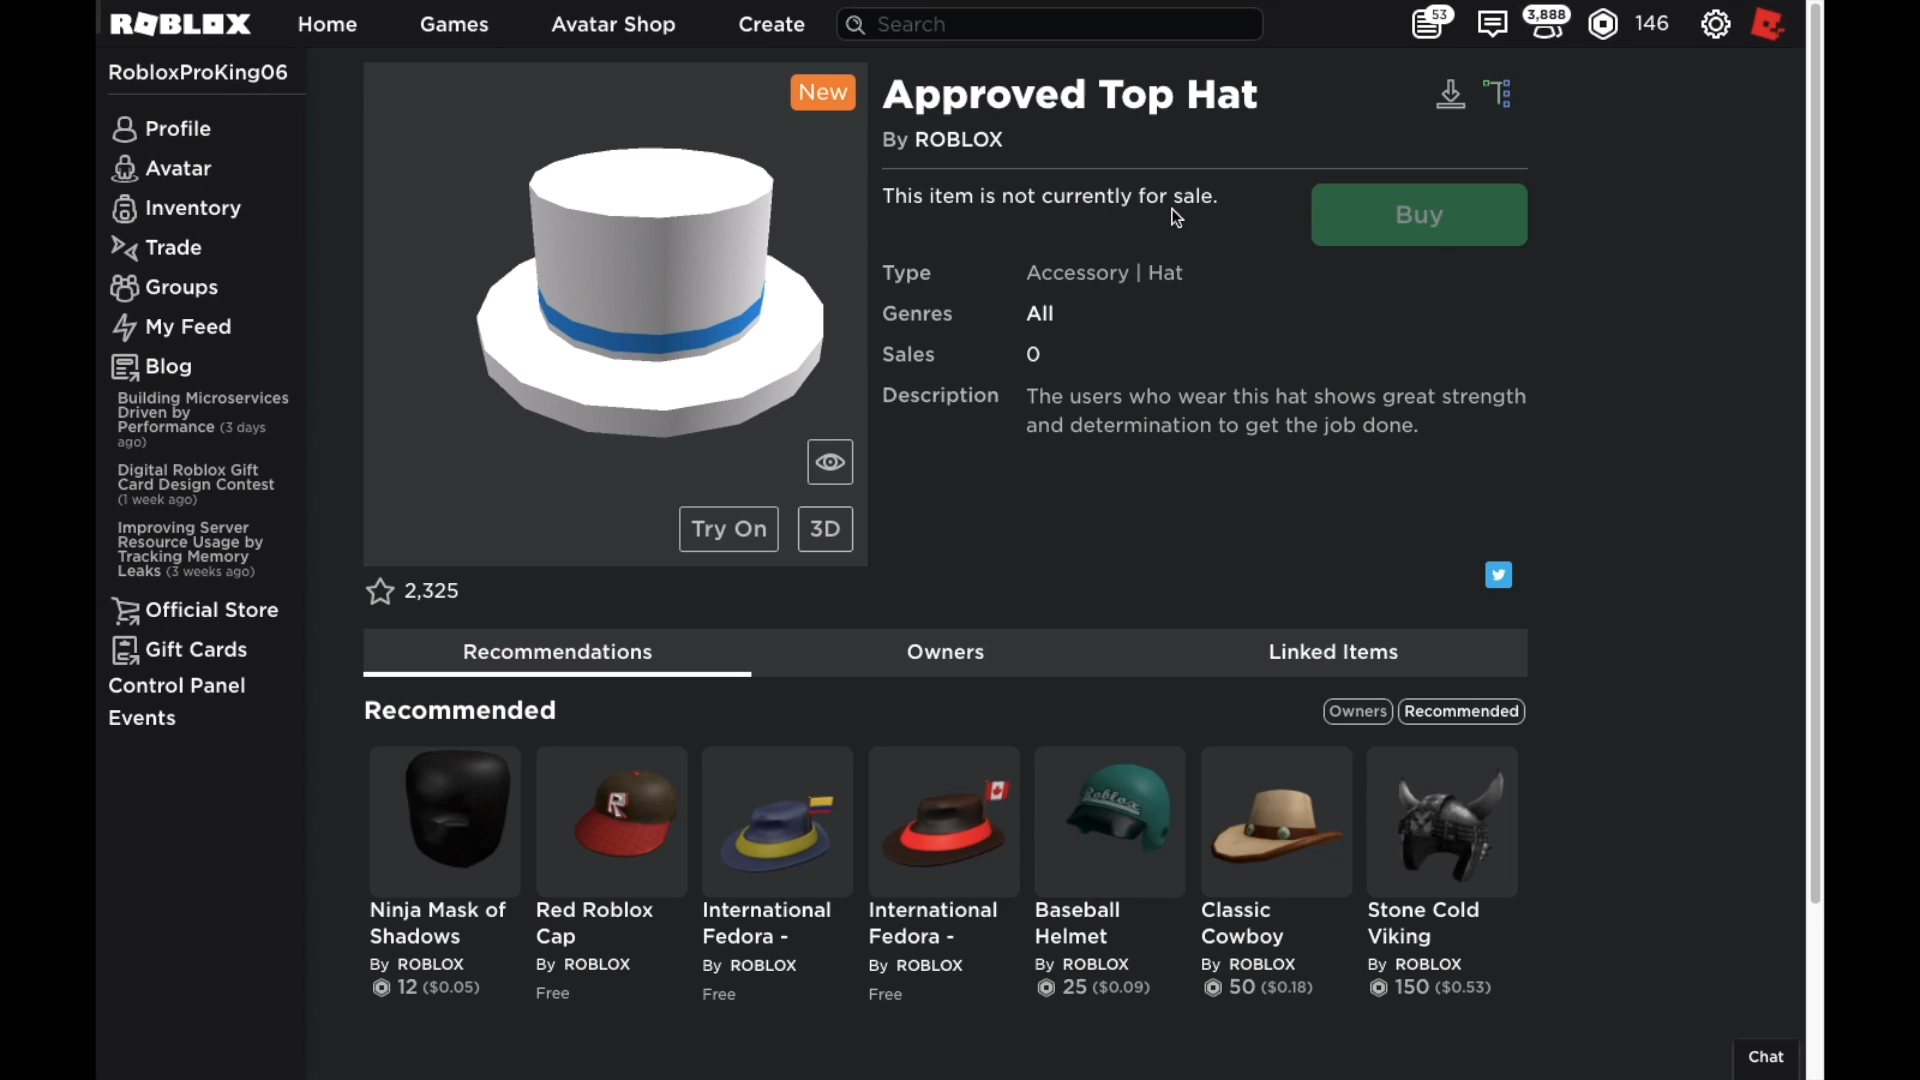 ROBLOX
Home
Games
Avatar Shop
Create
Search
53
3,888
146
RobloxProKing06
Profile
Avatar
Inventory
Trade
Groups
My Feed
Blog
Building Microservices
Driven by
Performance (3 days
ago)
Digital Roblox Gift
Card Design Contest
(1 week ago)
Improving Server
Resource Usage by
Tracking Memory
Leaks (3 weeks ago)
Official Store
Gift Cards
Control Panel
Events
New
Try On
3D
2,325
Approved Top Hat
By ROBLOX
This item is not currently for sale.
Buy
Type
Accessory | Hat
Genres
All
Sales
0
Description
The users who wear this hat shows great strength
and determination to get the job done.
Recommendations
Owners
Linked Items
Recommended
Owners
Recommended
Ninja Mask of
Shadows
By ROBLOX
12 ($0.05)
R
Red Roblox
Cap
By ROBLOX
Free
International
Fedora -
By ROBLOX
Free
International
Fedora -
By ROBLOX
Free
Roblox
Baseball
Helmet
By ROBLOX
25 ($0.09)
Classic
Cowboy
By ROBLOX
50 ($0.18)
Stone Cold
Viking
By ROBLOX
150 ($0.53)
Chat